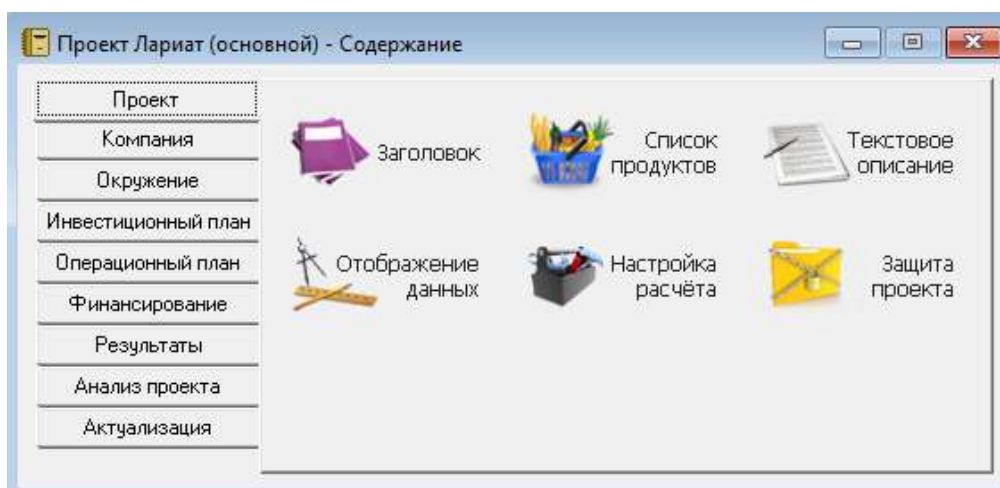 Проект Лариат (основной) - Содержание
Проект
Компания
Окружение
Инвестиционный план
Операционный план
Финансирование
Результаты
Анализ проекта
Актуализация
Заголовок
Список
продуктов
Текстовое
описание
Отображение
данных
Настройка
расчёта
Защита
проекта